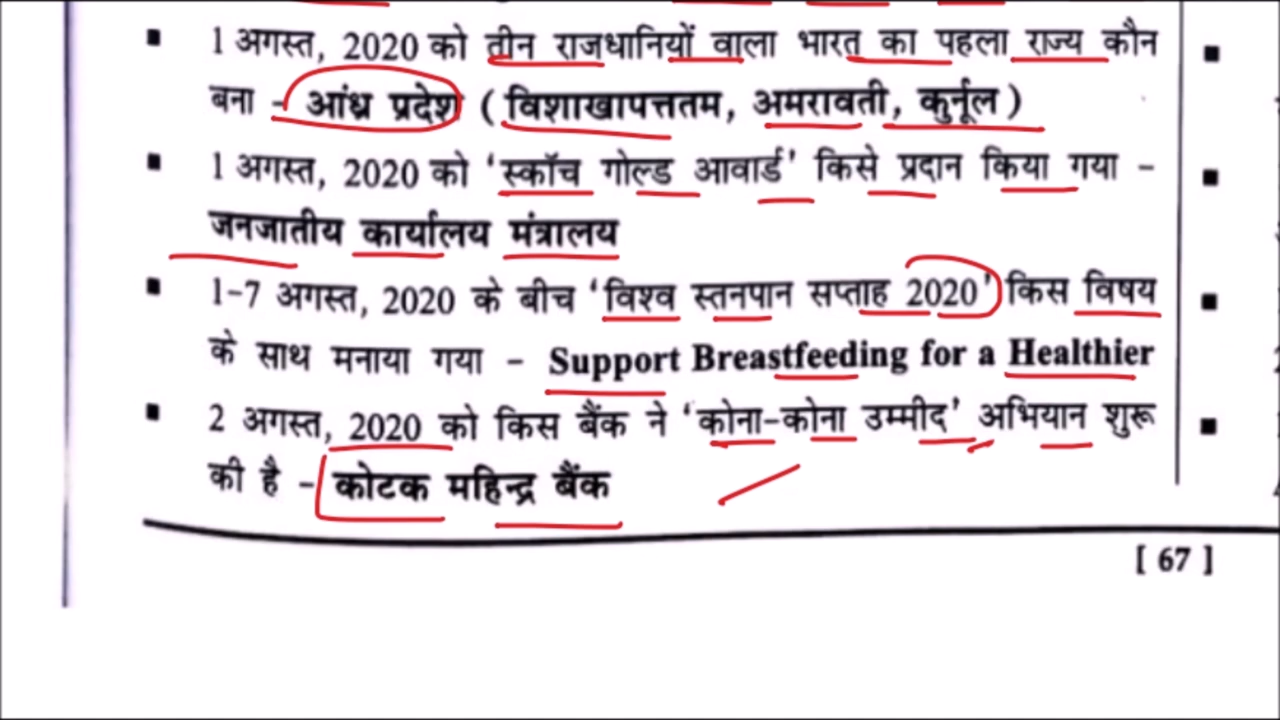 1 अगस्त, 2020 को तीन राजधानियों वाला भारत का पहला राज्य कौन
बना - आंध्र प्रदेश ( विशाखापत्ततम, अमरावती, कुर्नूल )
1 अगस्त, 2020 को ‘स्कॉच गोल्ड आवार्ड’ किसे प्रदान किया गया –
जनजातीय कार्यालय मंत्रालय
1-7 अगस्त, 2020 के बीच ‘विश्व स्तनपान सप्ताह 2020’ किस विषय
के साथ मनाया गया – Support Breastfeeding for a Healthier
2 अगस्त, 2020 को किस बैंक ने ‘कोना-कोना उम्मीद’ अभियान शुरू
की है – कोटक महिन्द्र बैंक
[ 67 ]